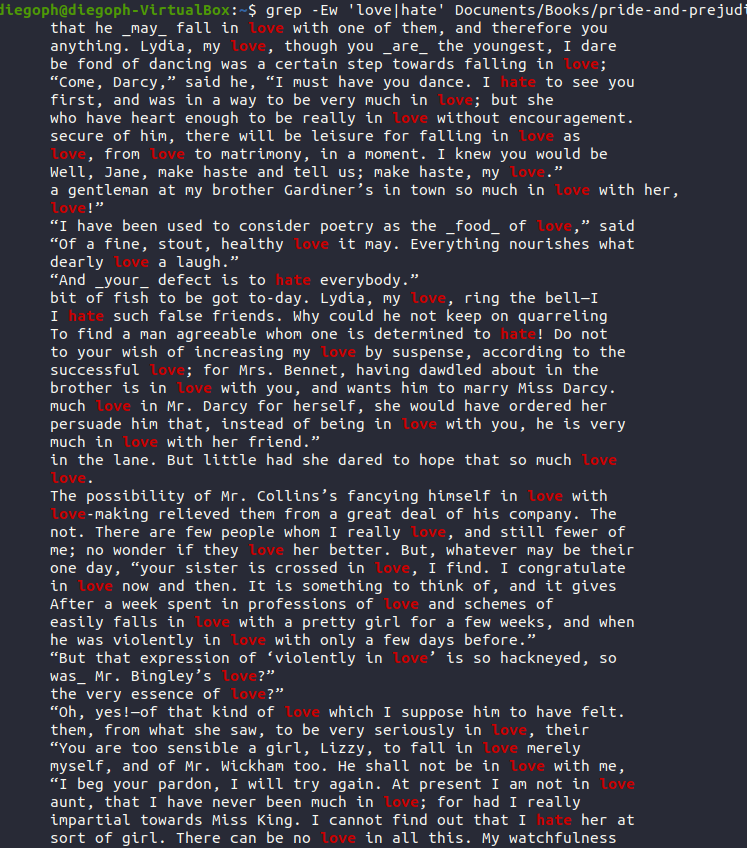 diegoph@diegoph-VirtualBox:~$ grep -Ew 'love|hate' Documents/Books/pride-and-prejudi
that he _may_ fall in love with one of them, and therefore you
anything. Lydia, my love, though you _are_ the youngest, I dare
be fond of dancing was a certain step towards falling in love;
“Come, Darcy,” said he, “I must have you dance. I hate to see you
first, and was in a way to be very much in love; but she
who have heart enough to be really in love without encouragement.
secure of him, there will be leisure for falling in love as
love, from love to matrimony, in a moment. I knew you would be
Well, Jane, make haste and tell us; make haste, my love.”
a gentleman at my brother Gardiner’s in town so much in love with her,
love!”
“I have been used to consider poetry as the _food_ of love,” said
“Of a fine, stout, healthy love it may. Everything nourishes what
dearly love a laugh.”
“And _your_ defect is to hate everybody.”
bit of fish to be got to-day. Lydia, my love, ring the bell—I
I hate such false friends. Why could he not keep on quarreling
To find a man agreeable whom one is determined to hate! Do not
to your wish of increasing my love by suspense, according to the
successful love; for Mrs. Bennet, having dawdled about in the
brother is in love with you, and wants him to marry Miss Darcy.
much love in Mr. Darcy for herself, she would have ordered her
persuade him that, instead of being in love with you, he is very
much in love with her friend.”
in the lane. But little had she dared to hope that so much love
love.
The possibility of Mr. Collins’s fancying himself in love with
love-making relieved them from a great deal of his company. The
not. There are few people whom I really love, and still fewer of
me; no wonder if they love her better. But, whatever may be their
one day, “your sister is crossed in love, I find. I congratulate
in love now and then. It is something to think of, and it gives
After a week spent in professions of love and schemes of
easily falls in love with a pretty girl for a few weeks, and when
he was violently in love with only a few days before.”
“But that expression of ‘violently in love’ is so hackneyed, so
was_ Mr. Bingley’s love?”
the very essence of love?”
“Oh, yes!—of that kind of love which I suppose him to have felt.
them, from what she saw, to be very seriously in love, their
“You are too sensible a girl, Lizzy, to fall in love merely
myself, and of Mr. Wickham too. He shall not be in love with me,
“I beg your pardon, I will try again. At present I am not in love
aunt, that I have never been much in love; for had I really
impartial towards Miss King. I cannot find out that I hate her at
sort of girl. There can be no love in all this. My watchfulness